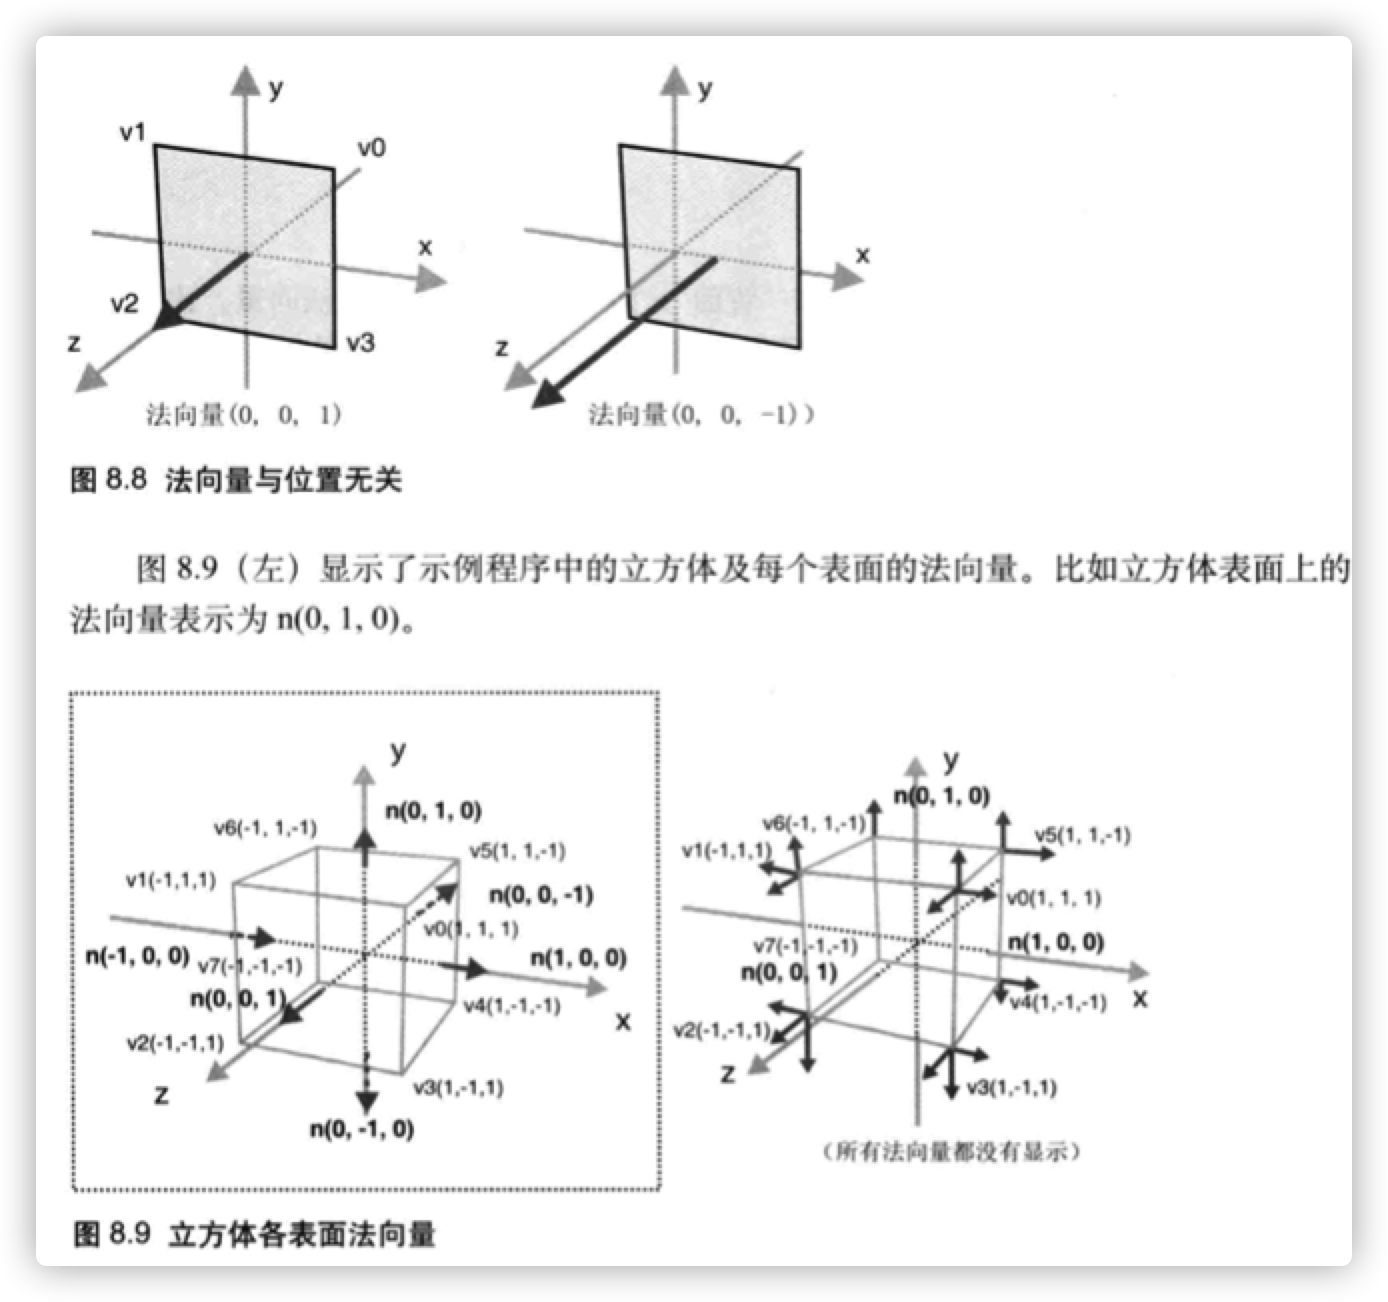 y
y
v1
v0
x
x
v2
z
v3
z
法向量(0, 0, 1)
法向量(0, 0, -1))
图 8.8 法向量与位置无关
图 8.9（左）显示了示例程序中的立方体及每个表面的法向量。比如立方体表面上的
法向量表示为 n(0, 1, 0)。
y
n(0, 1, 0)
v6(-1, 1,-1)
v5(1, 1,-1)
v1(-1,1,1)
n(0, 0, -1)
v0(1, 1, 1)
n(-1, 0, 0)
v7(-1,-1,-1)
n(1, 0, 0)
n(0, 0, 1)
v4(1,-1,-1)
x
v2(-1,-1,1)
z
v3(1,-1,1)
n(0, -1, 0)
y
n(0, 1, 0)
v6(-1, 1,-1)
v5(1, 1,-1)
v1(-1,1,1)
v0(1, 1, 1)
v7(-1,-1,-1)
n(1, 0, 0)
n(0, 0, 1)
x
v4(1,-1,-1)
v2(-1,-1,1)
z
v3(1,-1,1)
（所有法向量都没有显示）
图 8.9 立方体各表面法向量